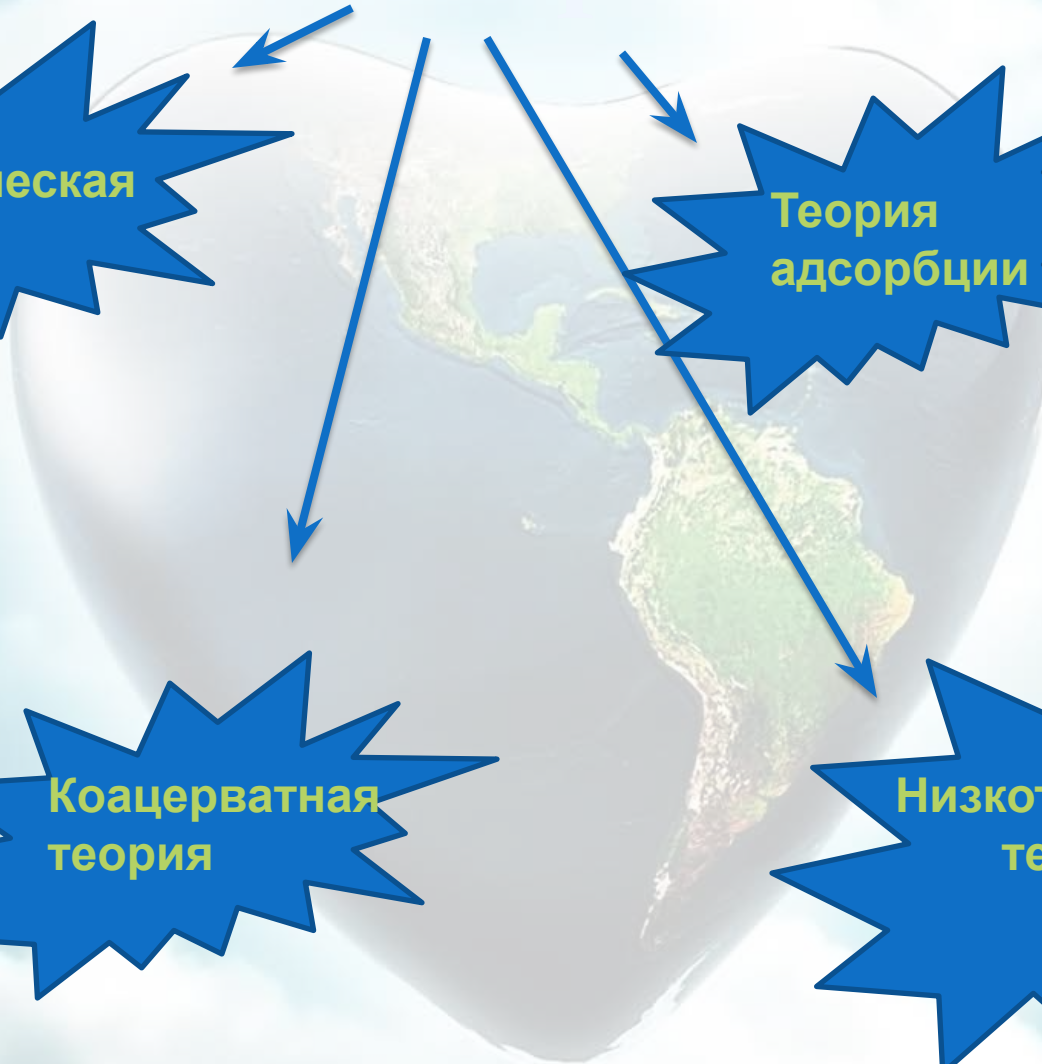 еская
Теория
адсорбции
Коацерватная
теория
Низкот
те